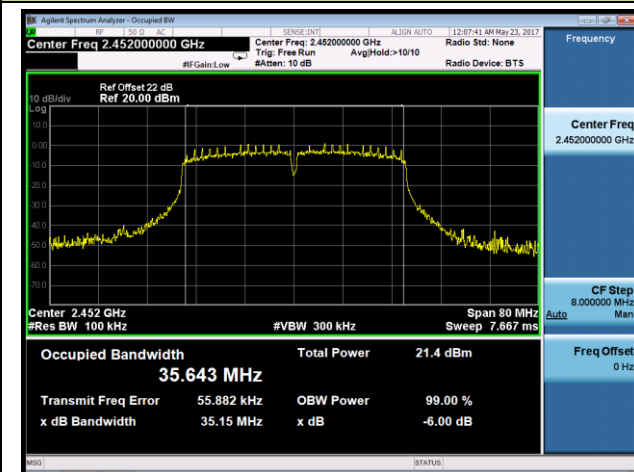 Agilent Spectrum Analyzer - Occupied BW
RF 50 Ω AC SENSE:INT ALIGN AUTO 12:07:41 AM May 23, 2017
Center Freq 2.452000000 GHz Center Freq: 2.452000000 GHz Radio Std: None Frequency
Trig: Free Run Avg|Hold:>10/10
#IFGain:Low #Atten: 10 dB Radio Device: BTS
Ref Offset 22 dB
10 dB/div Ref 20.00 dBm
Log
10.0
0.00
-10.0
-20.0
-30.0
-40.0
-50.0
-60.0
-70.0
Center Freq
2.452000000 GHz
Center 2.452 GHz Span 80 MHz
#Res BW 100 kHz #VBW 300 kHz Sweep 7.667 ms
CF Step
8.000000 MHz
Auto Man
Occupied Bandwidth Total Power 21.4 dBm
35.643 MHz
Transmit Freq Error 55.882 kHz OBW Power 99.00 %
x dB Bandwidth 35.15 MHz x dB -6.00 dB
Freq Offset
0 Hz
MSG STATUS